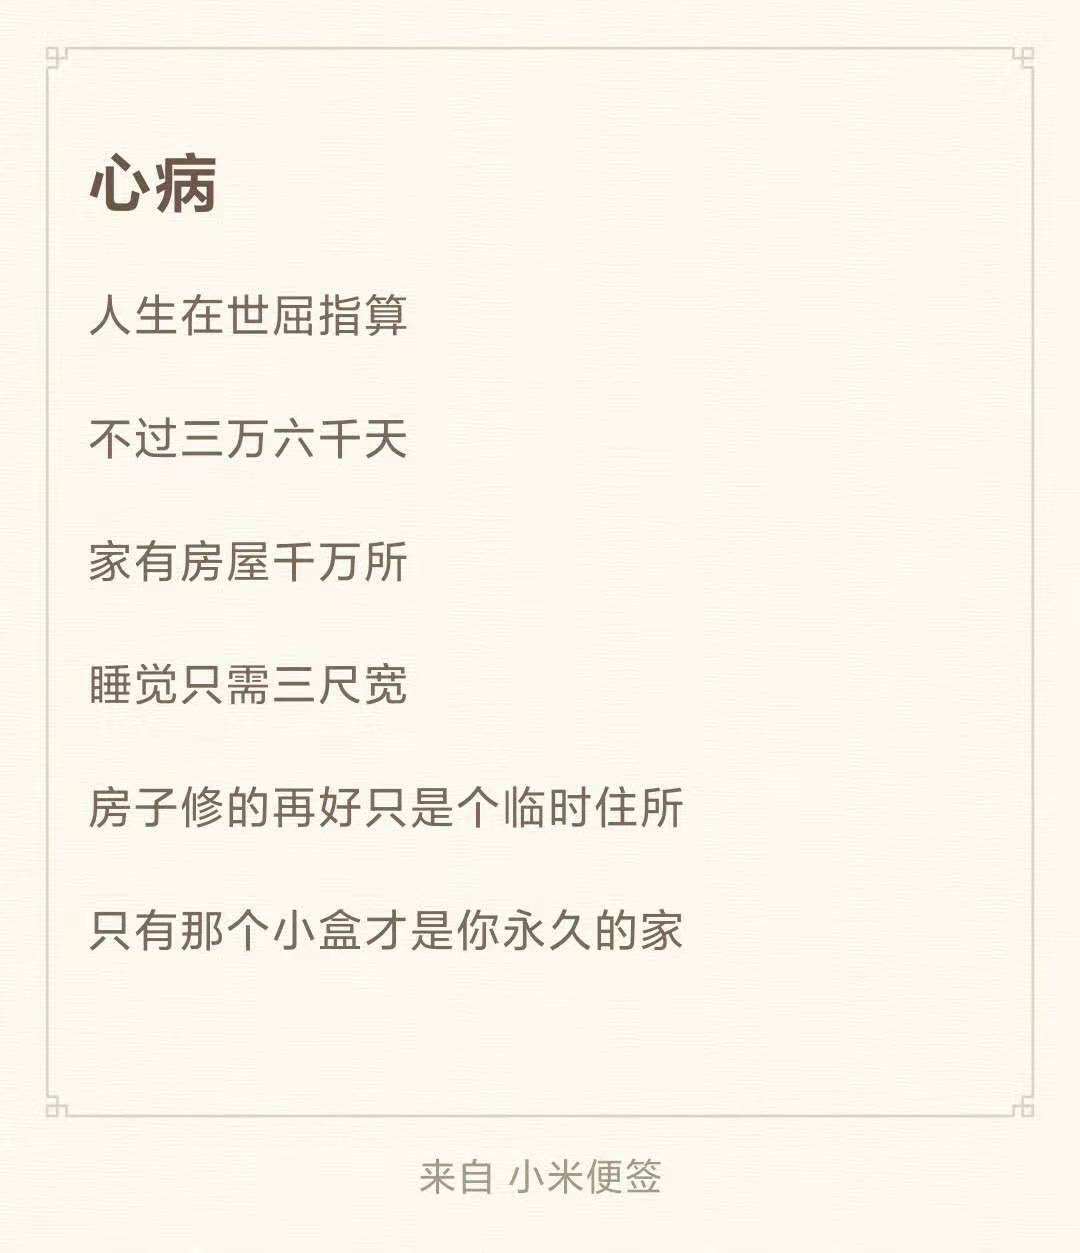 心病
人生在世屈指算
不过三万六千天
家有房屋千万所
睡觉只需三尺宽
房子修的再好只是个临时住所
只有那个小盒才是你永久的家
来自 小米便签